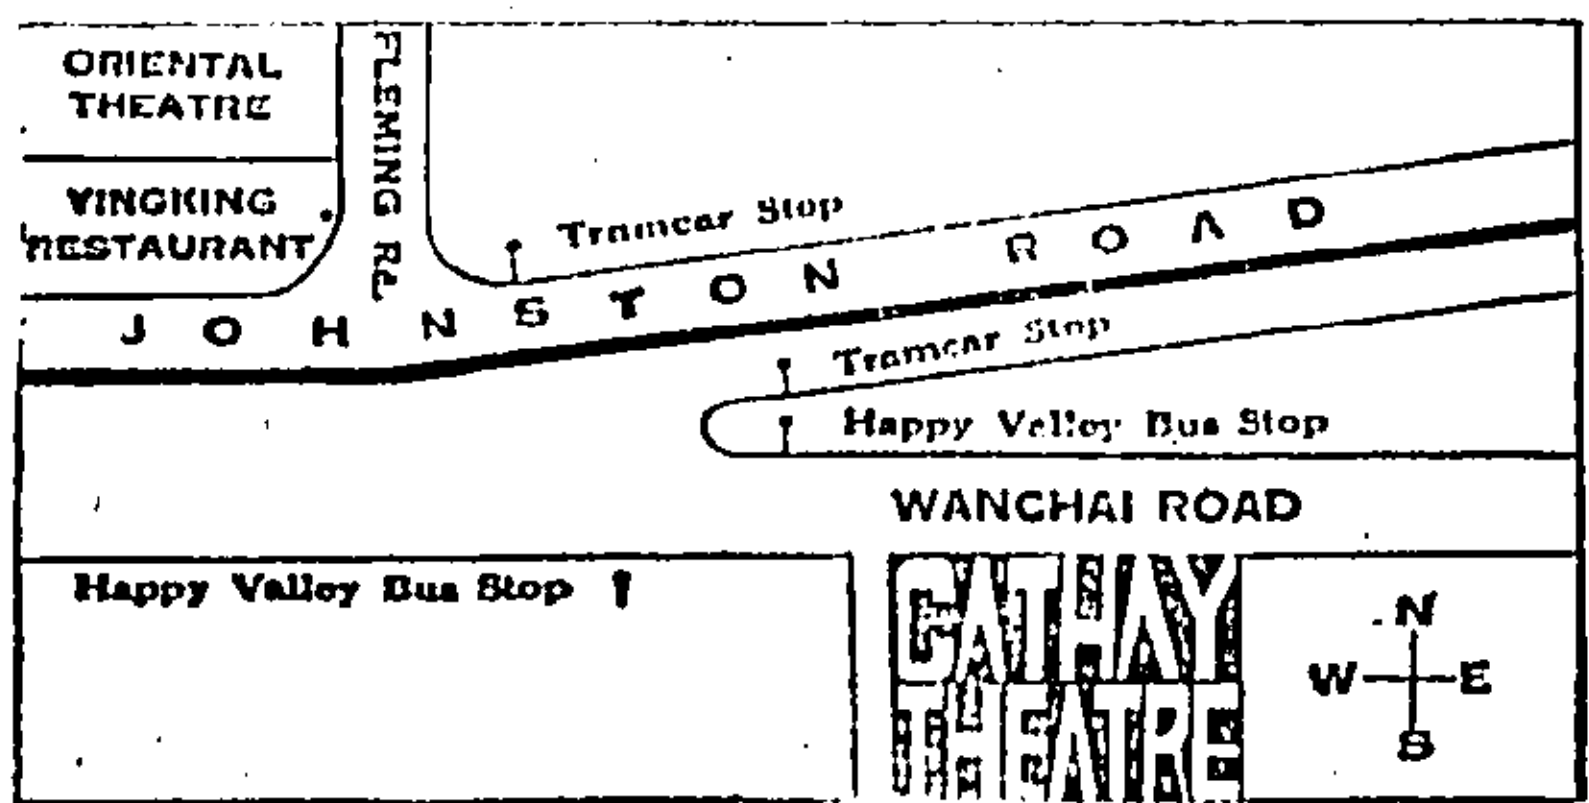 ORIENTAL
THEATRE
FLEMING Rd.
YINGKING
RESTAURANT
Tramcar Stop
JOHNSTON ROAD
Tramcar Stop
Happy Valley Bus Stop
WANCHAI ROAD
Happy Valley Bus Stop
CATHAY
THEATRE
N
W E
S